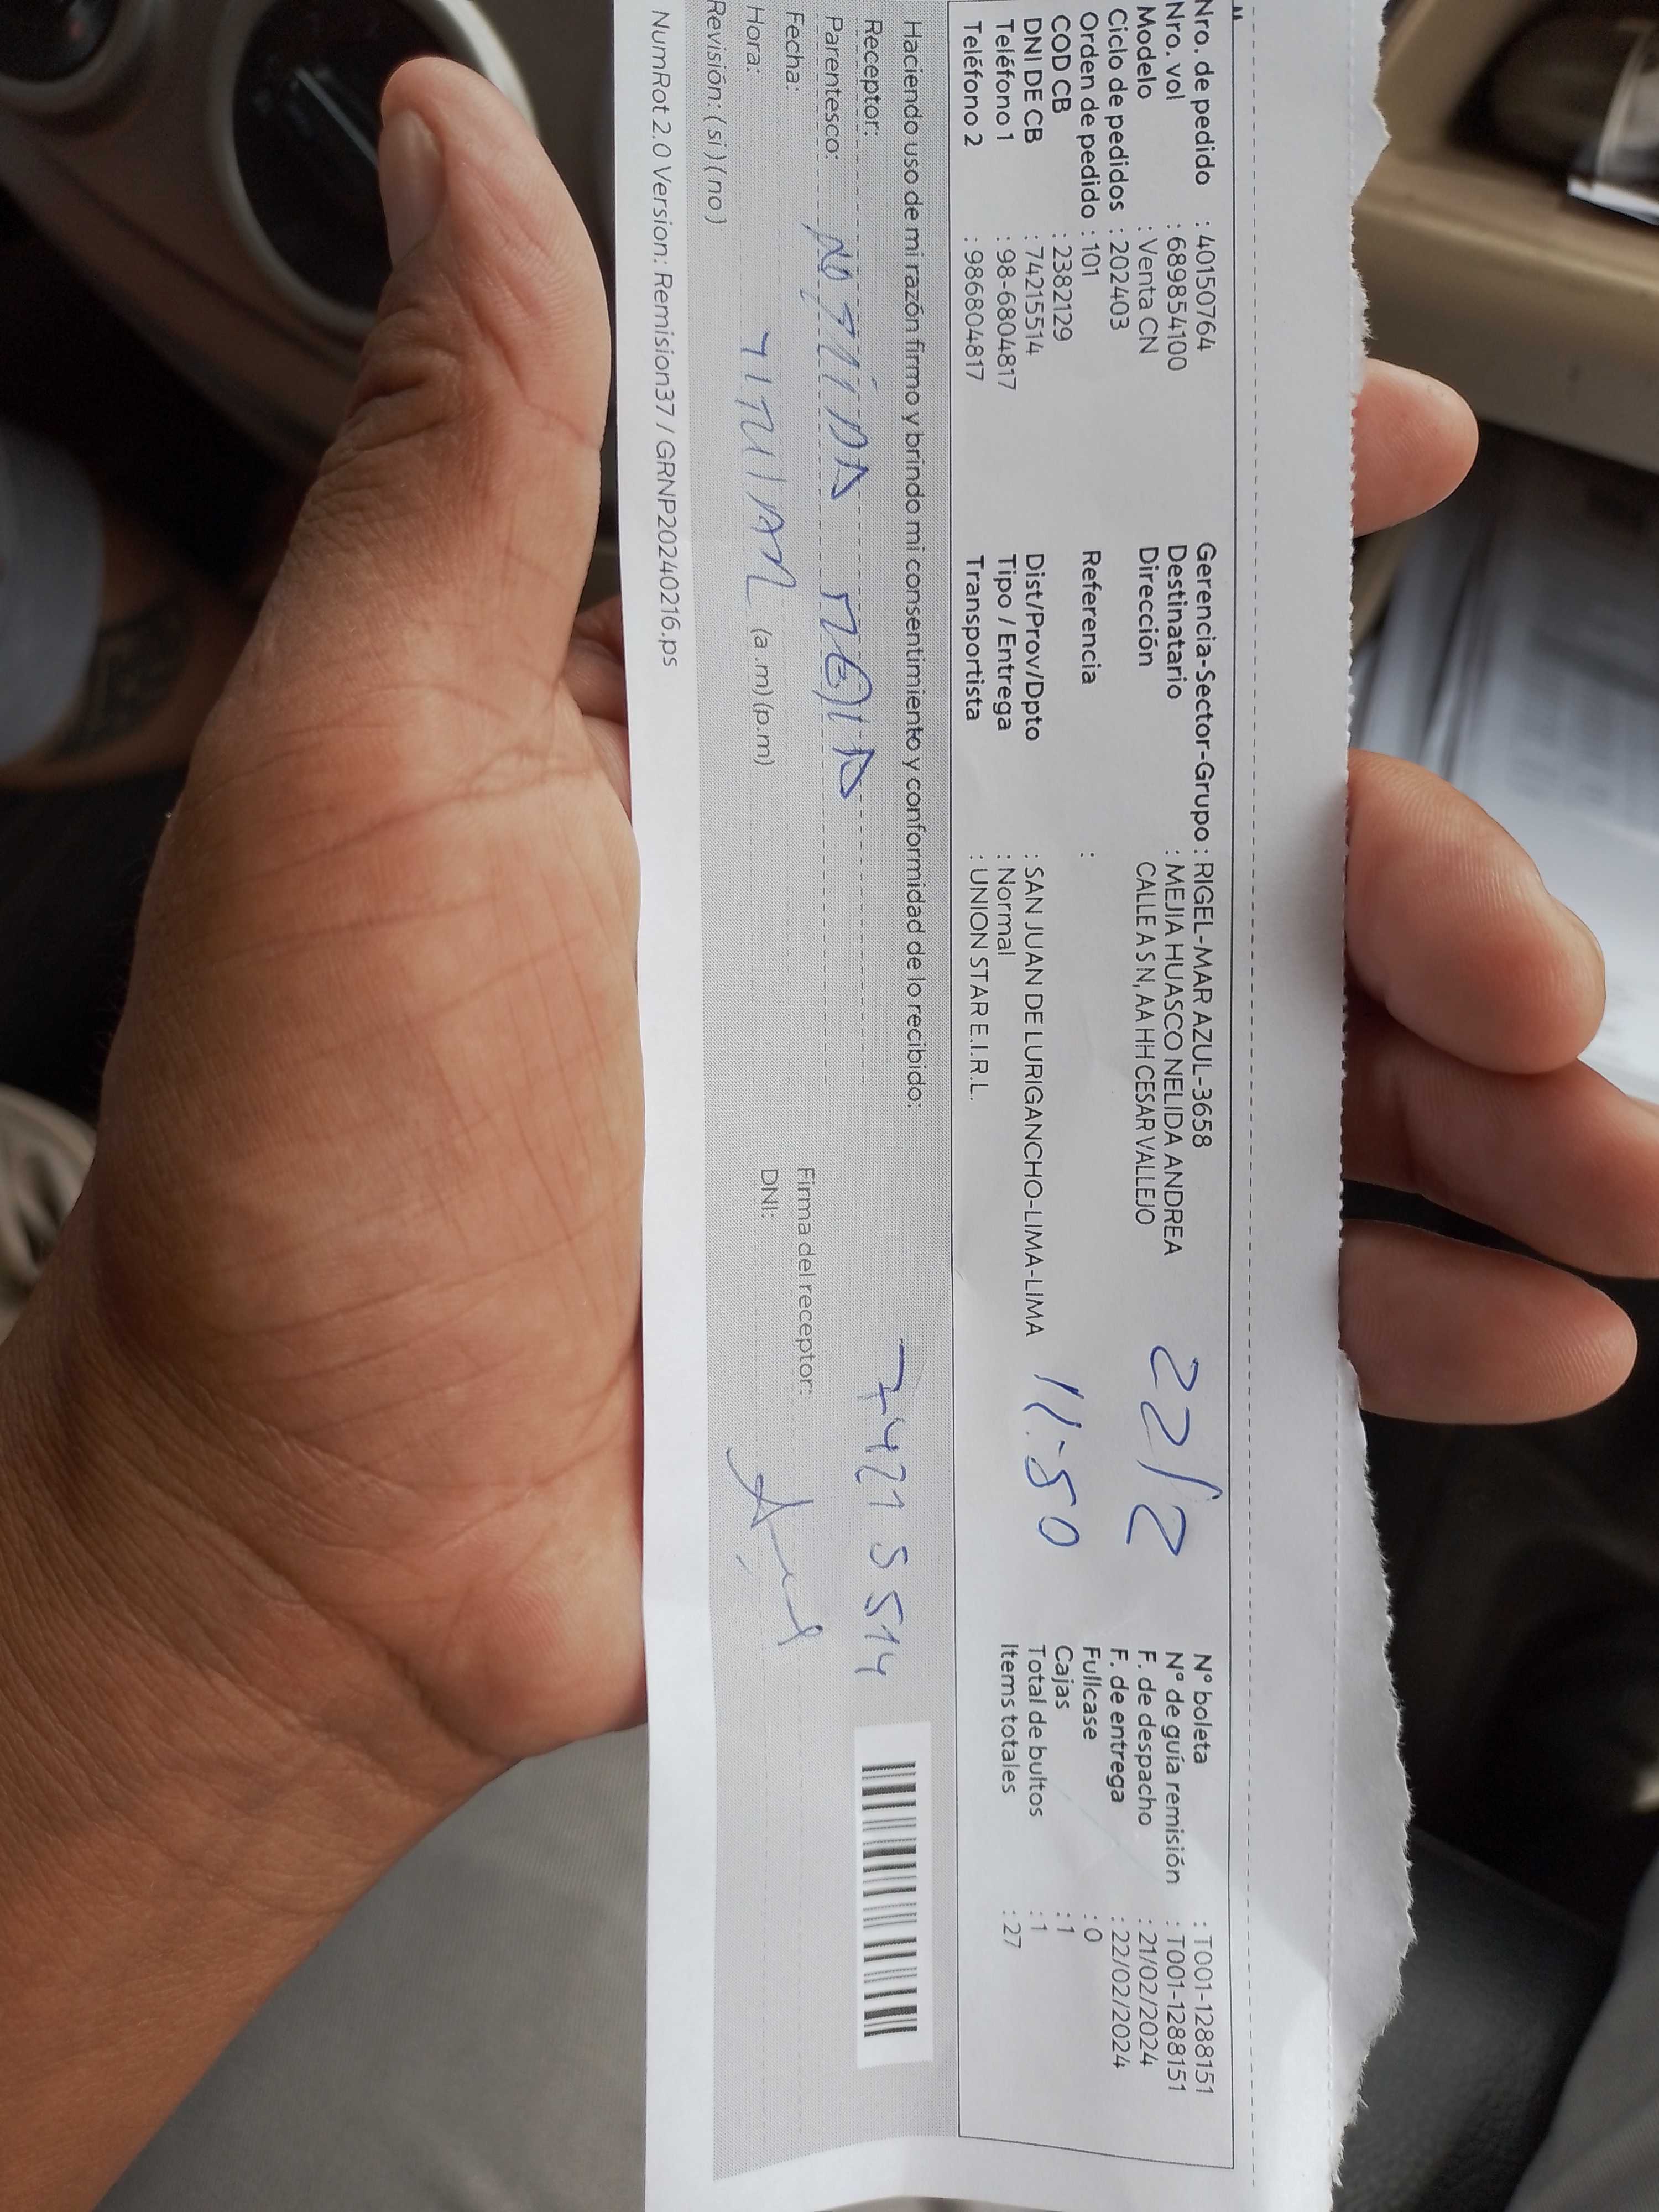 Nro. de pedido : 40150764
Nro. vol : 689854100
Modelo : Venta CN
Ciclo de pedidos : 202403
Orden de pedido : 101
COD CB : 2382129
DNI DE CB : 74215514
Teléfono 1 : 98-6804817
Teléfono 2 : 986804817
Gerencia-Sector-Grupo : RIGEL-MAR AZUL-3658
Destinatario : MEJIA HUASCO NELIDA ANDREA
Dirección CALLE A S N, AA HH CESAR VALLEJO
Referencia :
Dist/Prov/Dpto : SAN JUAN DE LURIGANCHO-LIMA-LIMA
Tipo / Entrega : Normal
Transportista : UNION STAR E.I.R.L.
22/2
11:50
N° boleta : T001-1288151
N° de guía remisión : T001-1288151
F. de despacho : 21/02/2024
F. de entrega : 22/02/2024
Fullcase : 0
Cajas : 1
Total de bultos : 1
Items totales : 27
Haciendo uso de mi razón firmo y brindo mi consentimiento y conformidad de lo recibido:
Receptor:
Parentesco:
Fecha:
Hora: (a.m) (p.m)
Revisión: ( si ) ( no )
74215514
Firma del receptor:
DNI:
NumRot 2.0 Version: Remision37 / GRNP20240216.ps